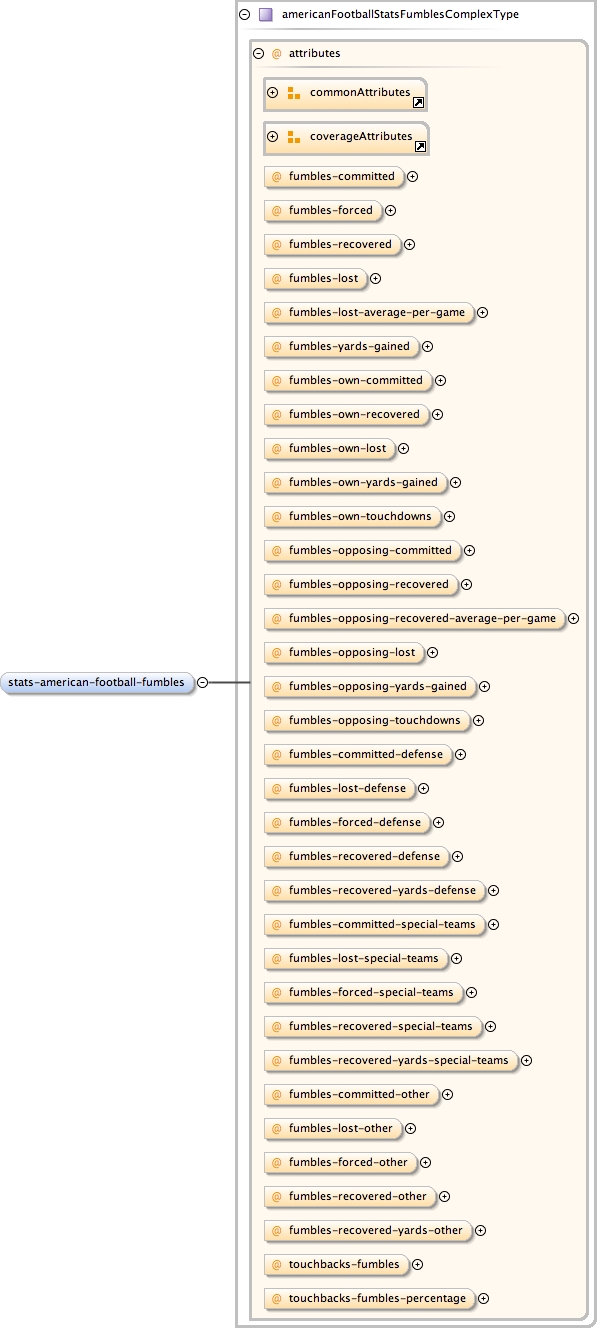 americanFootballStatsFumblesComplexType
@ attributes
commonAttributes
coverageAttributes
@ fumbles-committed
@ fumbles-forced
@ fumbles-recovered
@ fumbles-lost
@ fumbles-lost-average-per-game
@ fumbles-yards-gained
@ fumbles-own-committed
@ fumbles-own-recovered
@ fumbles-own-lost
@ fumbles-own-yards-gained
@ fumbles-own-touchdowns
@ fumbles-opposing-committed
@ fumbles-opposing-recovered
@ fumbles-opposing-recovered-average-per-game
@ fumbles-opposing-lost
stats-american-football-fumbles
@ fumbles-opposing-yards-gained
@ fumbles-opposing-touchdowns
@ fumbles-committed-defense
@ fumbles-lost-defense
@ fumbles-forced-defense
@ fumbles-recovered-defense
@ fumbles-recovered-yards-defense
@ fumbles-committed-special-teams
@ fumbles-lost-special-teams
@ fumbles-forced-special-teams
@ fumbles-recovered-special-teams
@ fumbles-recovered-yards-special-teams
@ fumbles-committed-other
@ fumbles-lost-other
@ fumbles-forced-other
@ fumbles-recovered-other
@ fumbles-recovered-yards-other
@ touchbacks-fumbles
@ touchbacks-fumbles-percentage